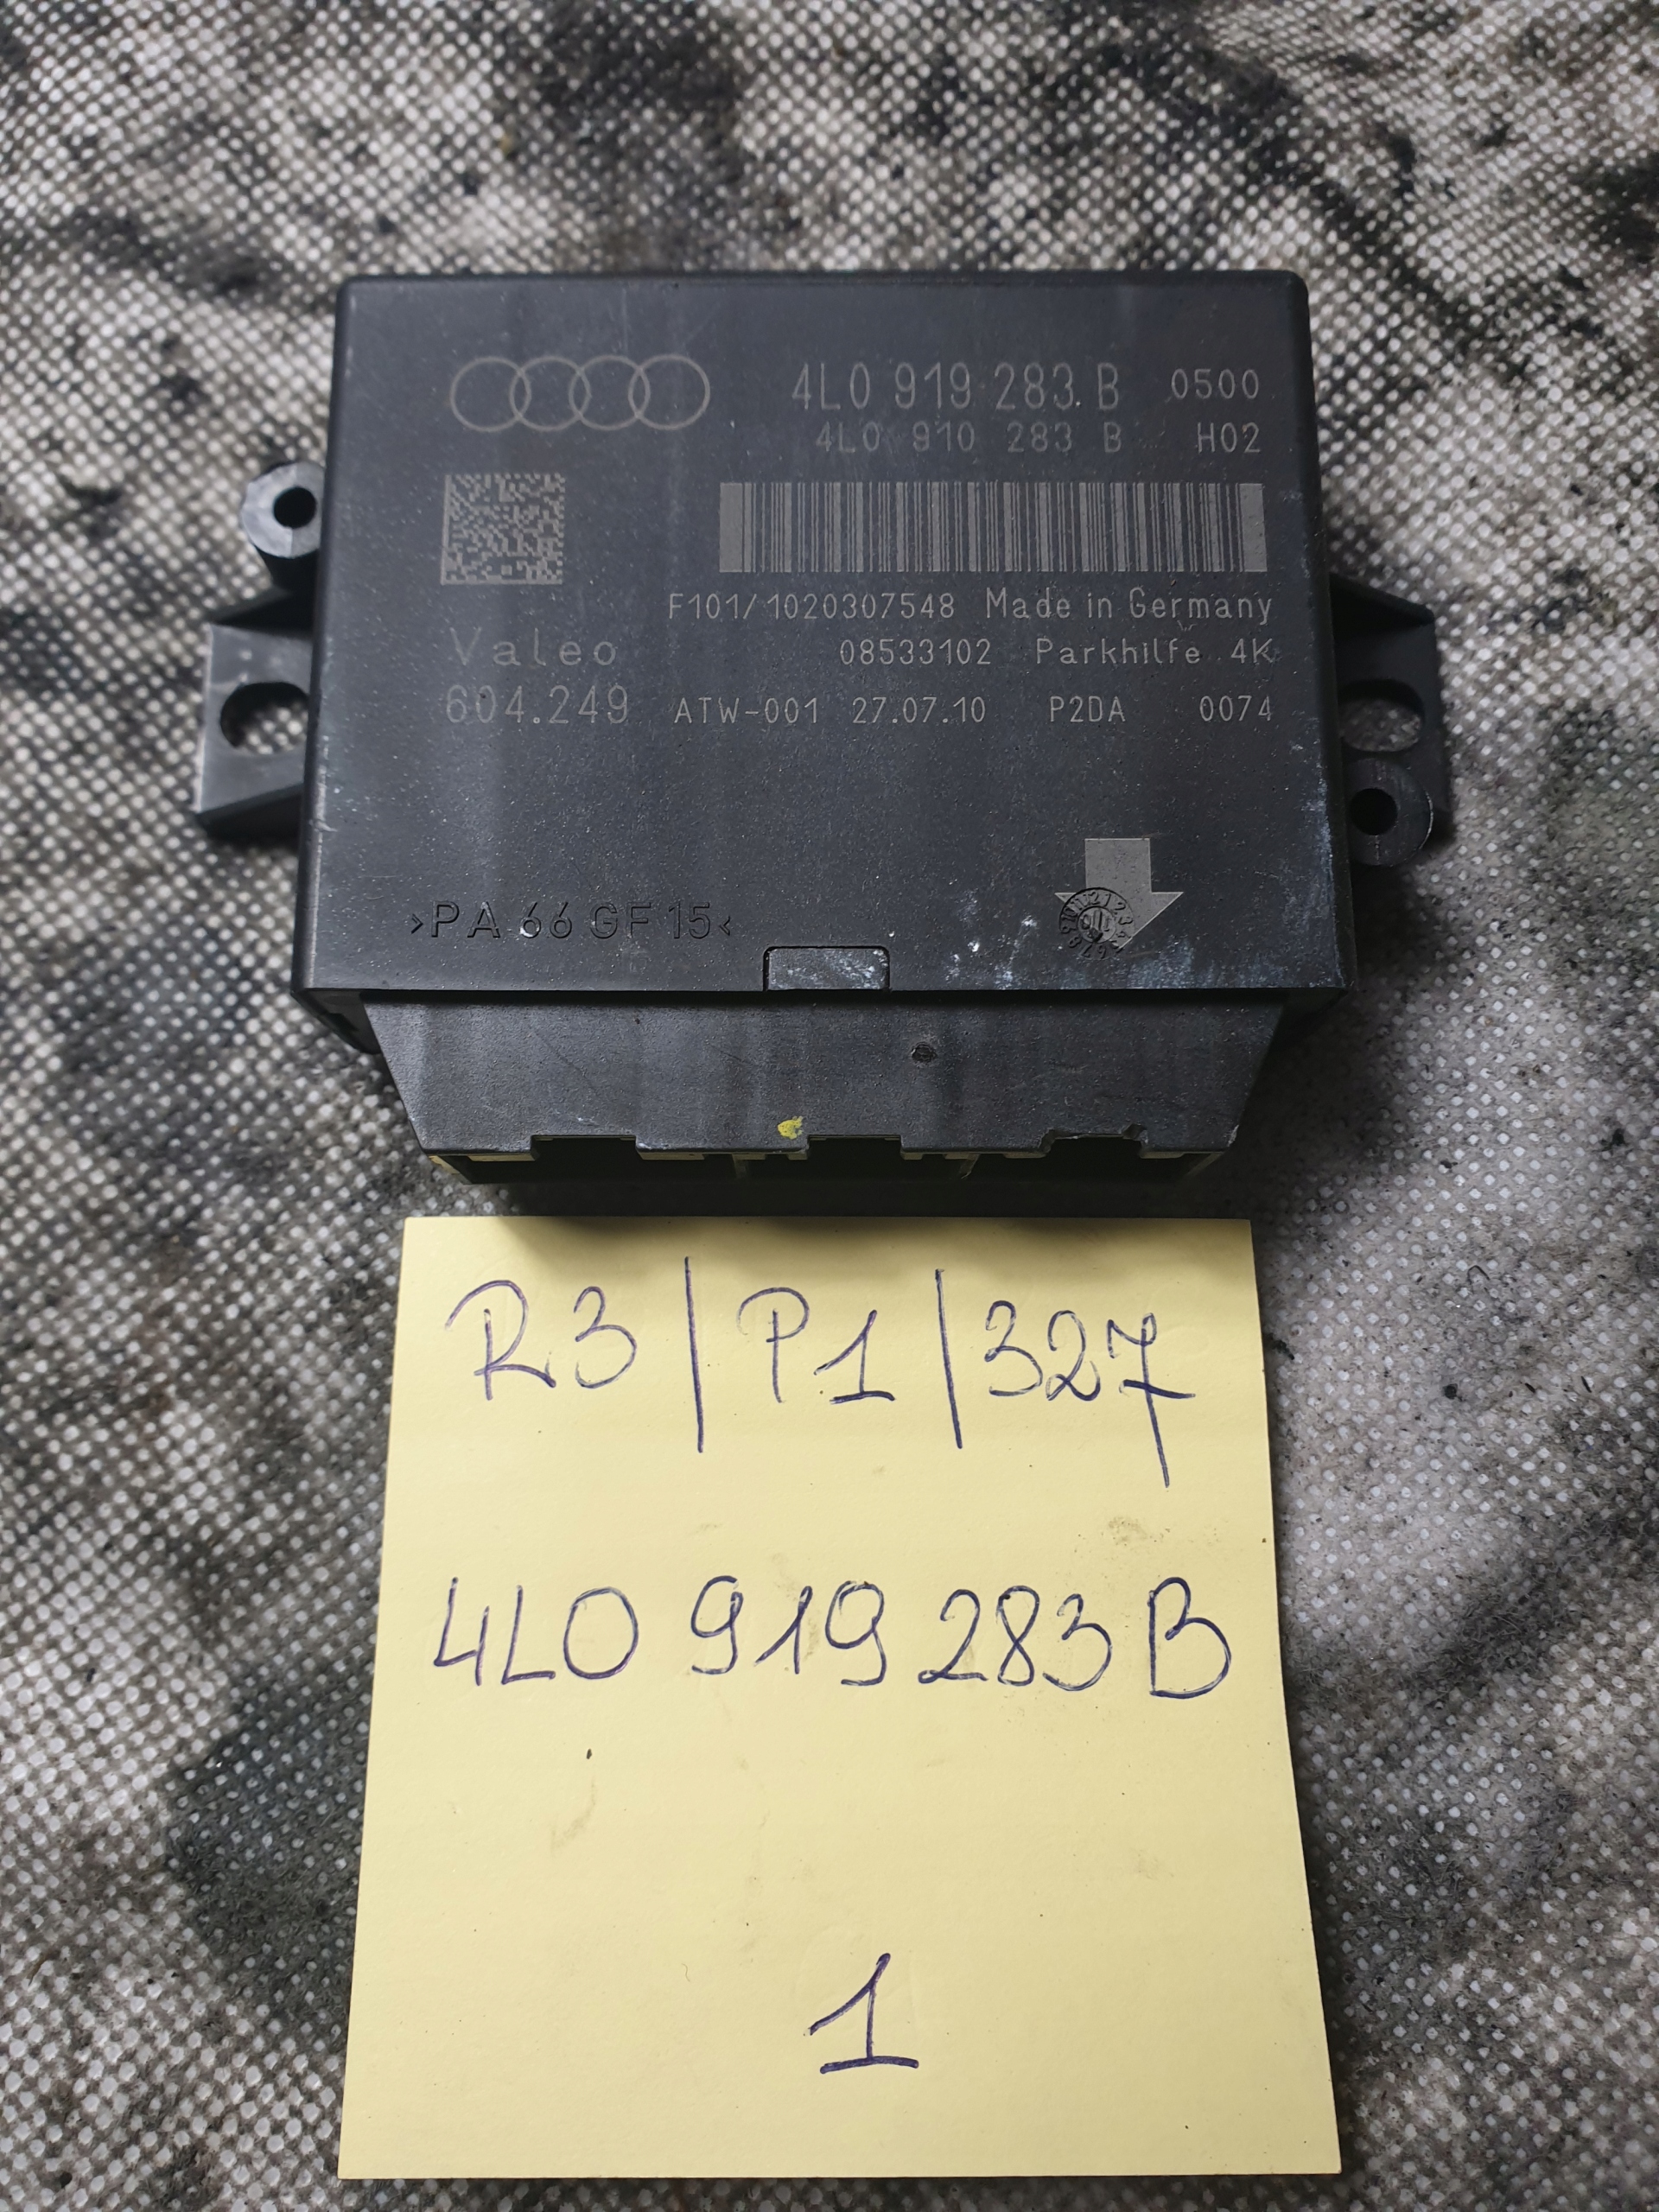 4L0 919 283 B 0500
4L0 910 283 B H02
F101/1020307548 Made in Germany
Valeo 08533102 Parkhilfe 4K
604.249 ATW-001 27.07.10 P2DA 0074
>PA 66 GF 15<
R3/P1/327
4L0 919 283 B
1